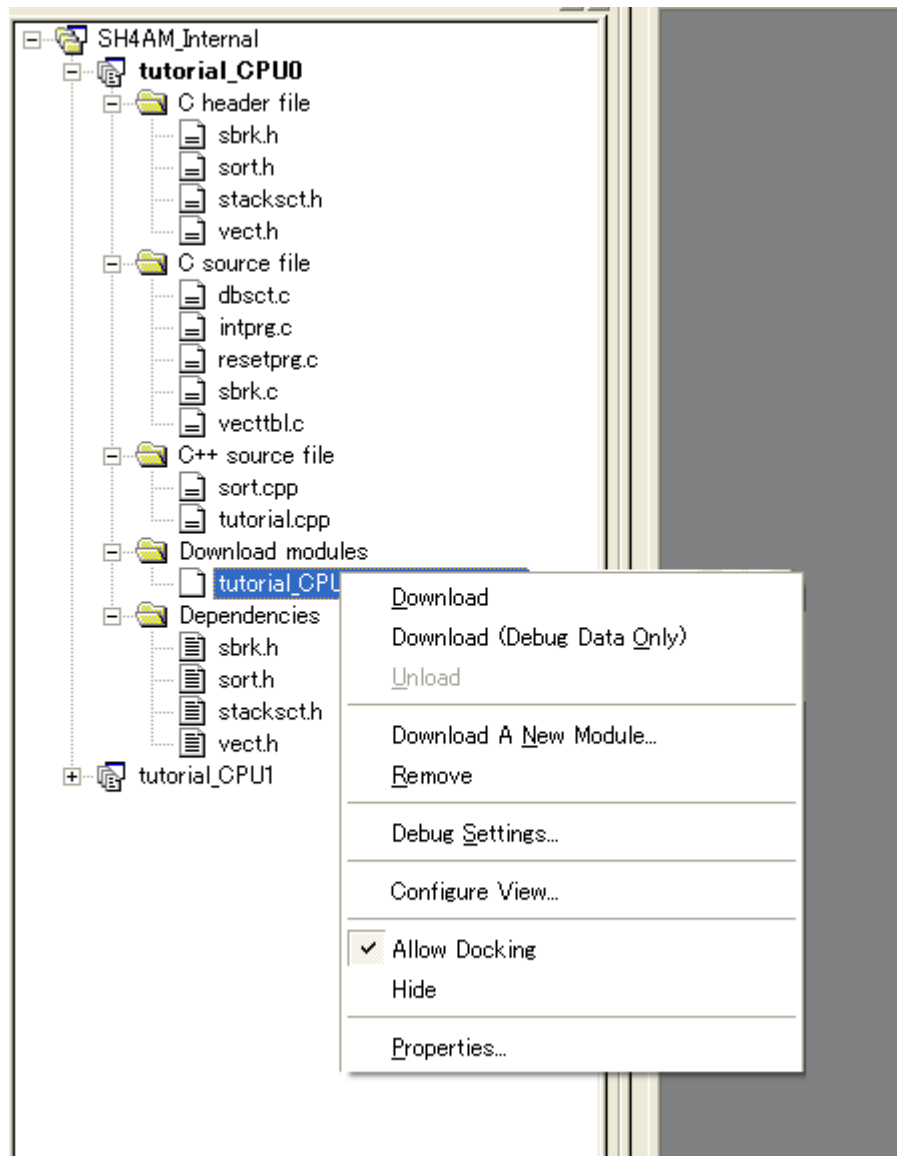 SH4AM_Internal
tutorial_CPU0
C header file
sbrk.h
sort.h
stacksct.h
vect.h
C source file
dbsct.c
intprg.c
resetprg.c
sbrk.c
vecttbl.c
C++ source file
sort.cpp
tutorial.cpp
Download modules
tutorial_CPU
Dependencies
sbrk.h
sort.h
stacksct.h
vect.h
tutorial_CPU1
Download
Download (Debug Data Only)
Unload
Download A New Module...
Remove
Debug Settings...
Configure View...
Allow Docking
Hide
Properties...